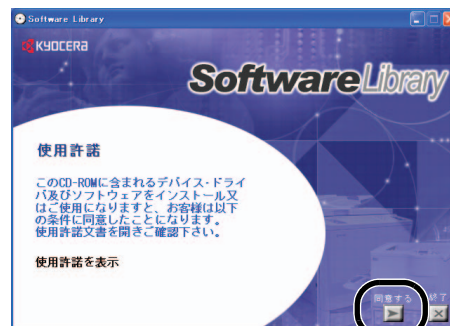 Software Library
KYOCERA
Software Library
使用許諾
このCD-ROMに含まれるデバイス・ドライ
バ及びソフトウェアをインストール又
はご使用になりますと、お客様は以下
の条件に同意したことになります。
使用許諾文書を開きご確認下さい。
使用許諾を表示
同意する 終了